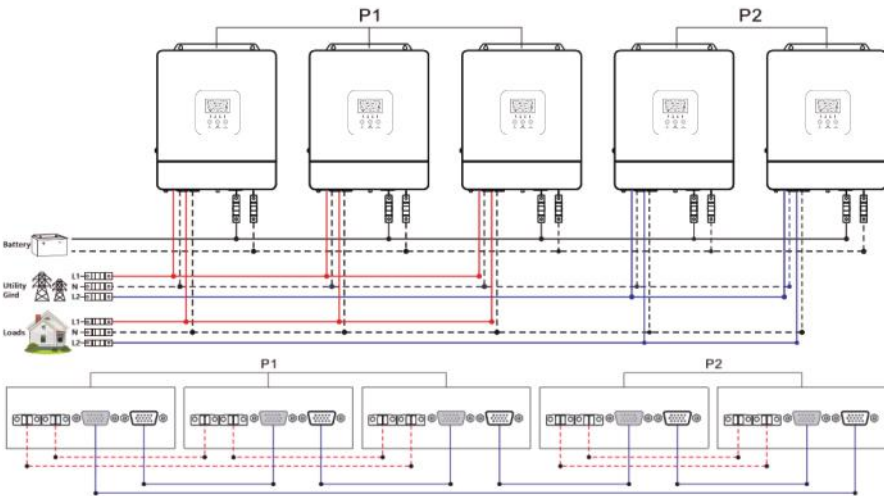 P1 P2
Battery
L1
Utility N
Gird L2
L1
Loads N
L2
P1 P2